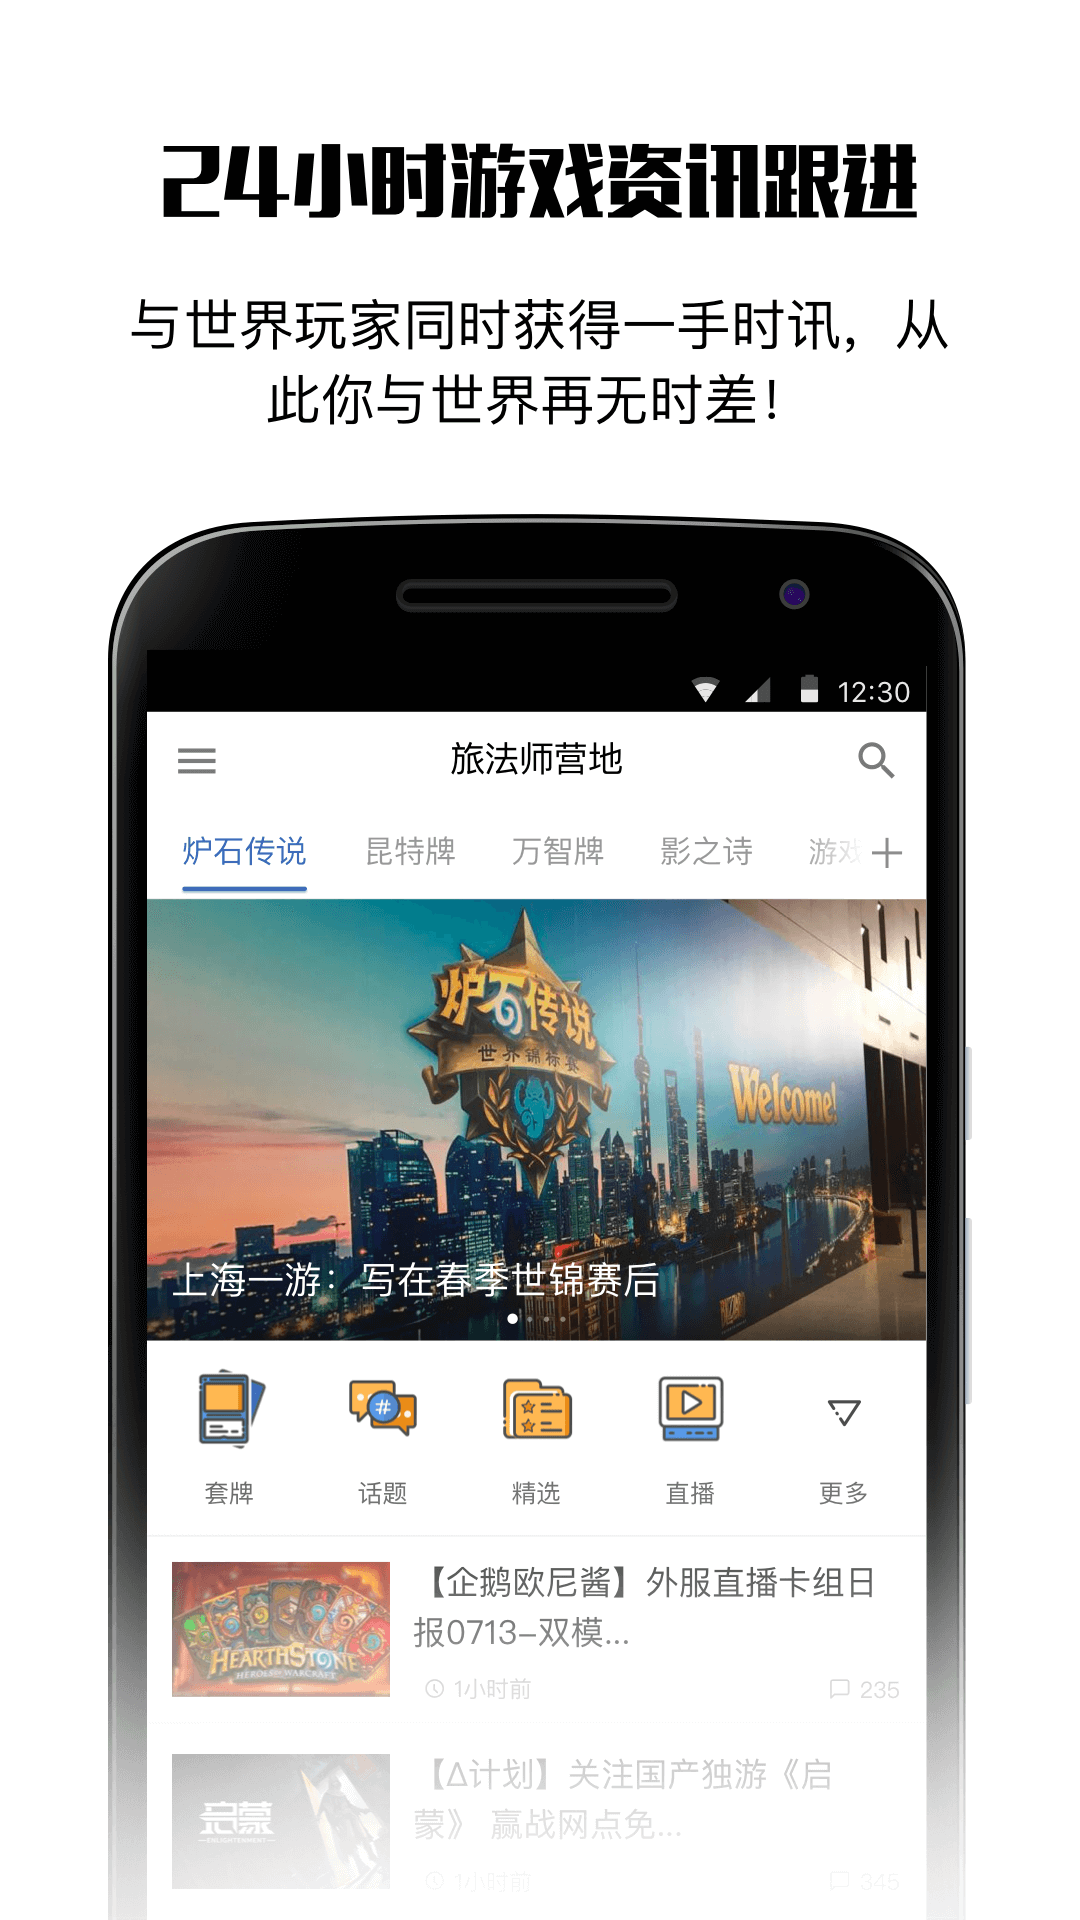 24小时游戏资讯跟进
与世界玩家同时获得一手时讯，从
此你与世界再无时差！
12:30
旅法师营地
炉石传说 昆特牌 万智牌 影之诗 游戏
炉石传说
世界锦标赛
Welcome!
上海一游：写在春季世锦赛后
套牌 话题 精选 直播 更多
【企鹅欧尼酱】外服直播卡组日
报0713-双模...
HEARTHSTONE
HEROES OF WARCRAFT
1小时前 235
【Δ计划】关注国产独游《启
蒙》 赢战网点免...
启蒙
ENLIGHTENMENT
1小时前 345